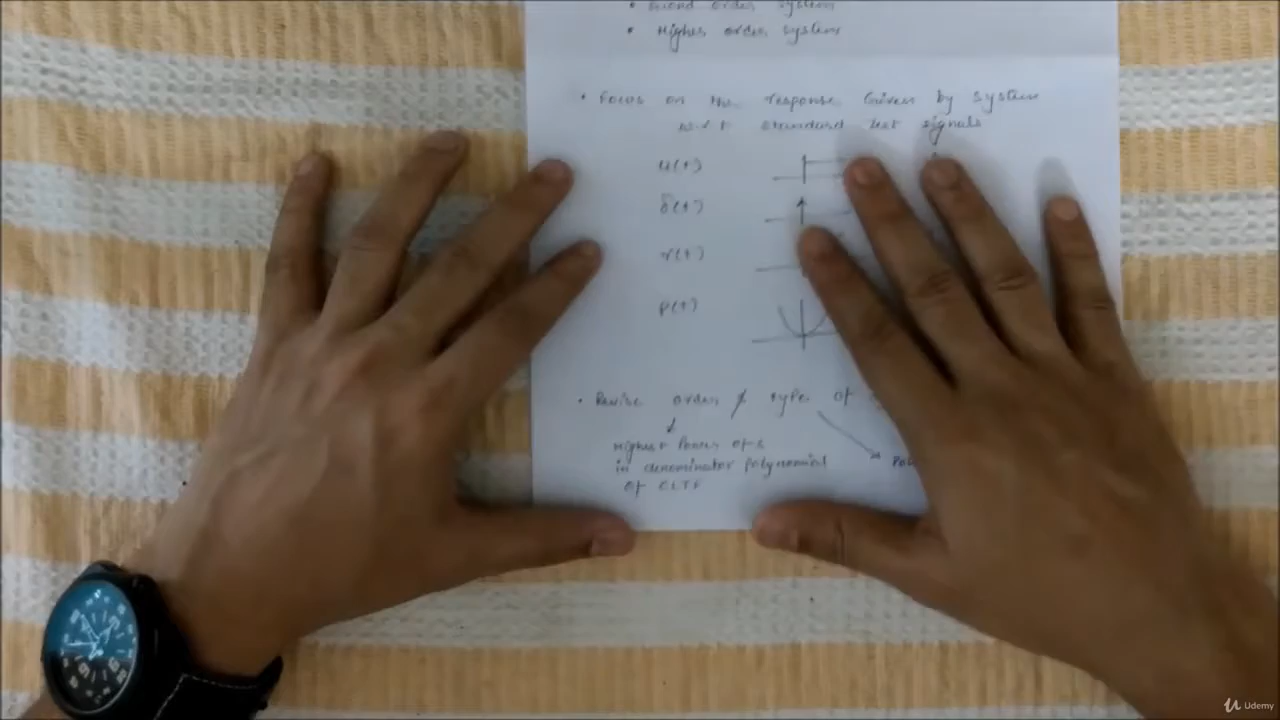 • Second order system
• Higher order system
• Focus on the response Given by system
w.r.t standard test signals
u(t)
δ(t)
r(t)
p(t)
• Revise order & type of
Highest Power of s
in denominator polynomial
of CLTF
Udemy